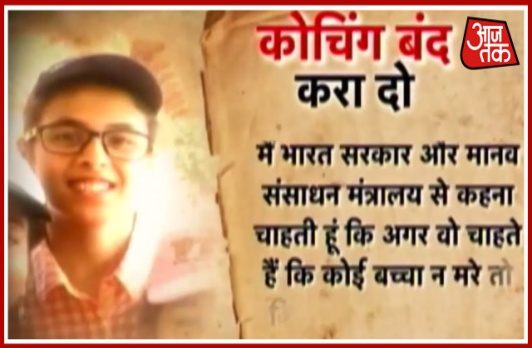 कोचिंग बंद
करा दो
आज तक
मैं भारत सरकार और मानव
संसाधन मंत्रालय से कहना
चाहती हूं कि अगर वो चाहते
हैं कि कोई बच्चा न मरे तो